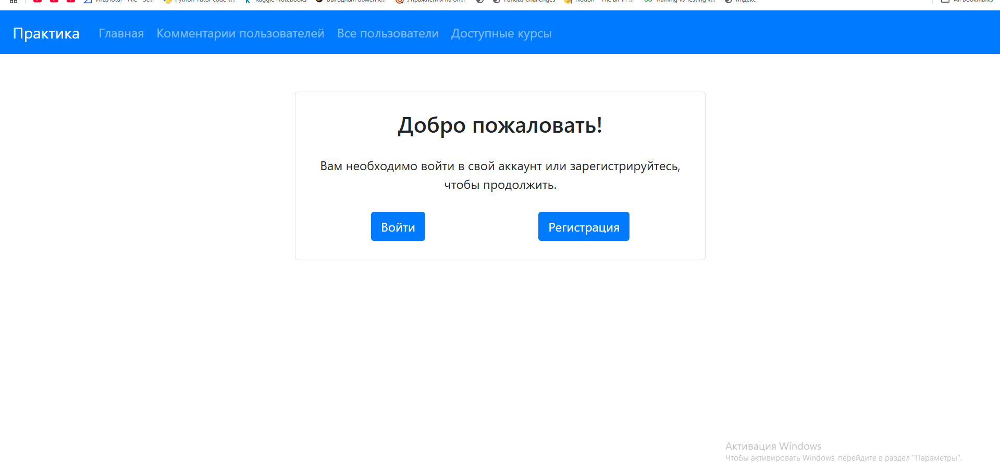 Практика Главная Комментарии пользователей Все пользователи Доступные курсы
Добро пожаловать!
Вам необходимо войти в свой аккаунт или зарегистрируйтесь,
чтобы продолжить.
Войти Регистрация
Активация Windows
Чтобы активировать Windows, перейдите в раздел "Параметры".